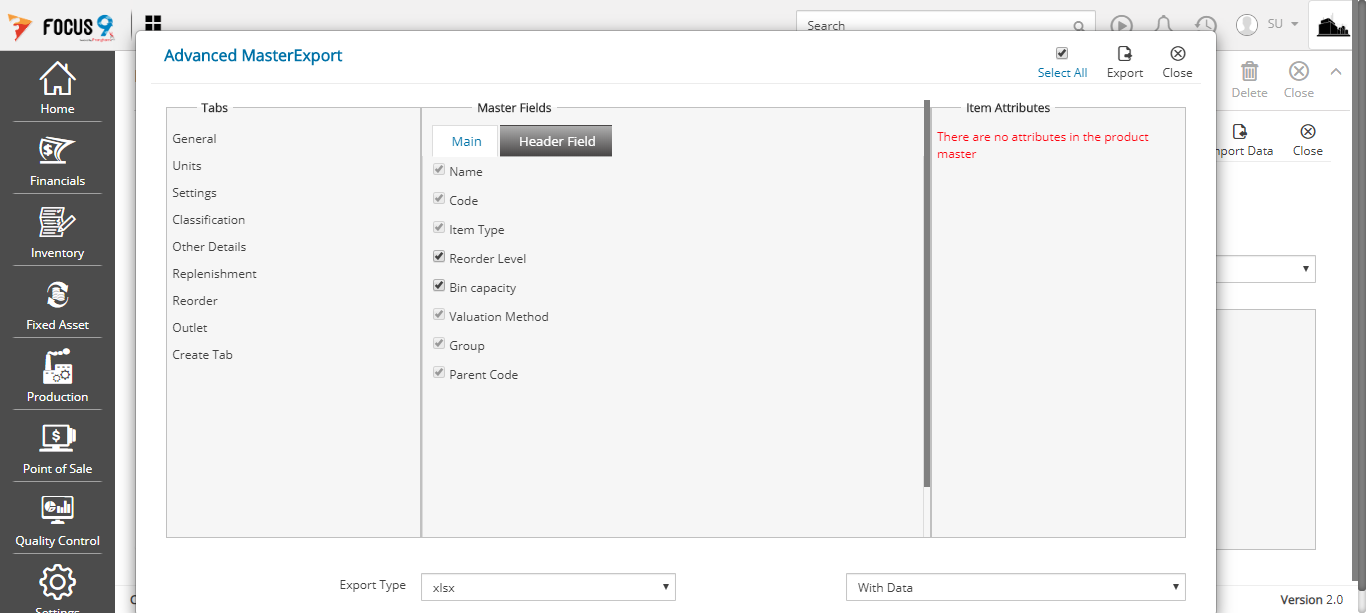 FOCUS 9
Search
SU
Advanced MasterExport
Select All
Export
Close
Delete
Close
Home
Financials
Inventory
Fixed Asset
Production
Point of Sale
Quality Control
Settings
Tabs
General
Units
Settings
Classification
Other Details
Replenishment
Reorder
Outlet
Create Tab
Master Fields
Main
Header Field
Name
Code
Item Type
Reorder Level
Bin capacity
Valuation Method
Group
Parent Code
Item Attributes
There are no attributes in the product
master
port Data
Close
Export Type
xlsx
With Data
Version 2.0